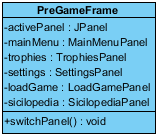 PreGameFrame
-activePanel : JPanel
-mainMenu : MainMenuPanel
-trophies : TrophiesPanel
-settings : SettingsPanel
-loadGame : LoadGamePanel
-sicilopedia : SicilopediaPanel
+switchPanel() : void